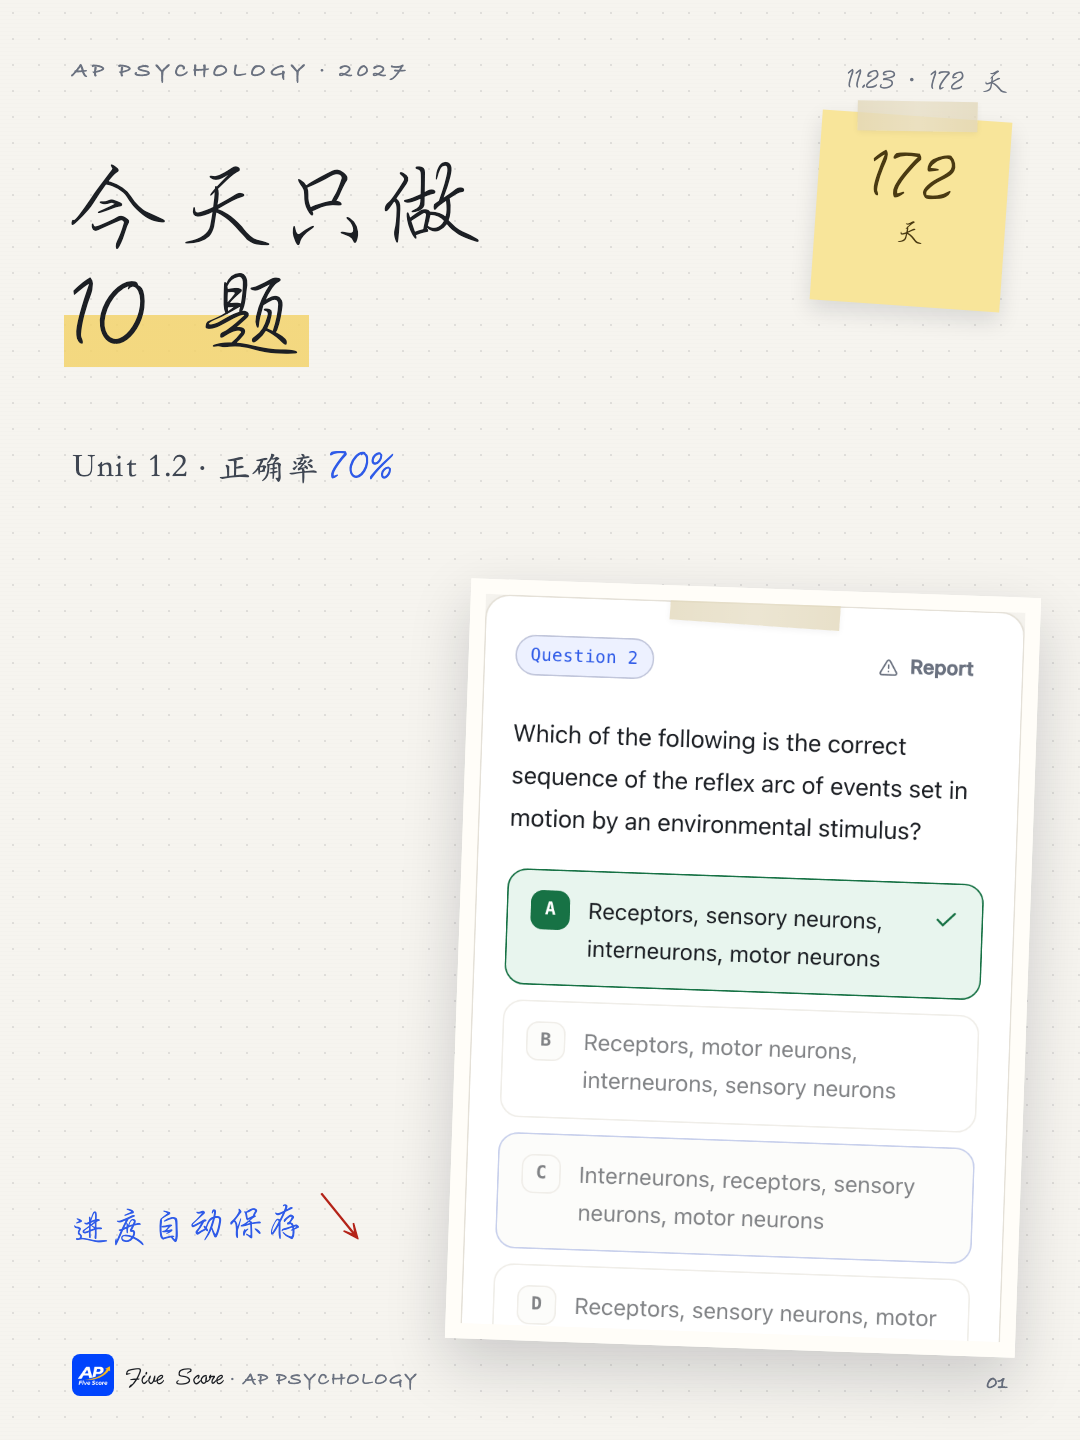 AP PSYCHOLOGY · 2027
11.23 · 172 天
172
天
今天只做
10 题
Unit 1.2 · 正确率 70%
Question 2
Report
Which of the following is the correct
sequence of the reflex arc of events set in
motion by an environmental stimulus?
A
Receptors, sensory neurons,
interneurons, motor neurons
B
Receptors, motor neurons,
interneurons, sensory neurons
C
Interneurons, receptors, sensory
neurons, motor neurons
D
Receptors, sensory neurons, motor
进度自动保存
AP
Five Score
Five Score · AP PSYCHOLOGY
01